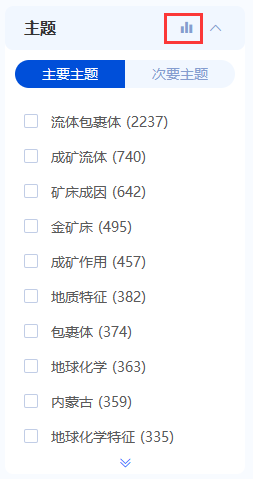 主题
主要主题 次要主题
流体包裹体 (2237)
成矿流体 (740)
矿床成因 (642)
金矿床 (495)
成矿作用 (457)
地质特征 (382)
包裹体 (374)
地球化学 (363)
内蒙古 (359)
地球化学特征 (335)